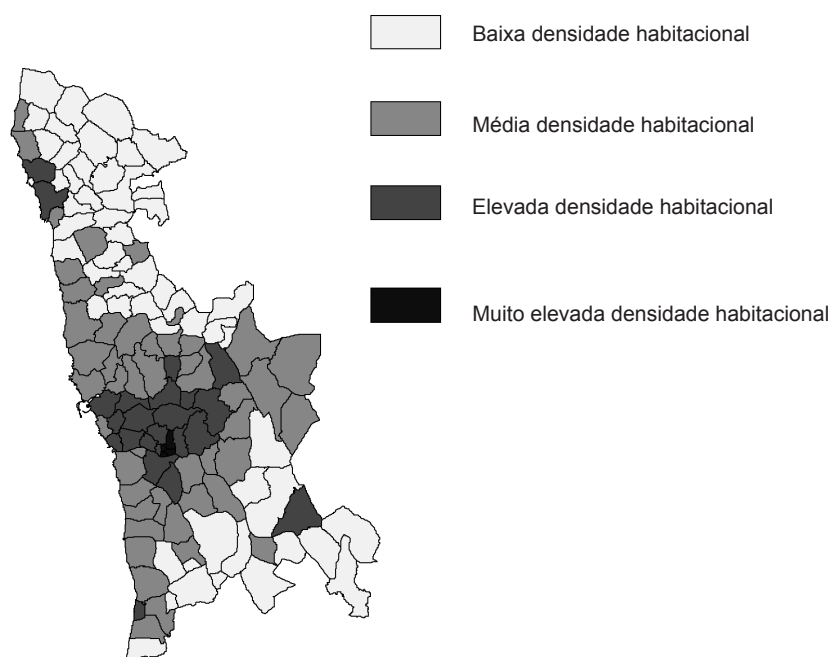 Baixa densidade habitacional
Média densidade habitacional
Elevada densidade habitacional
Muito elevada densidade habitacional